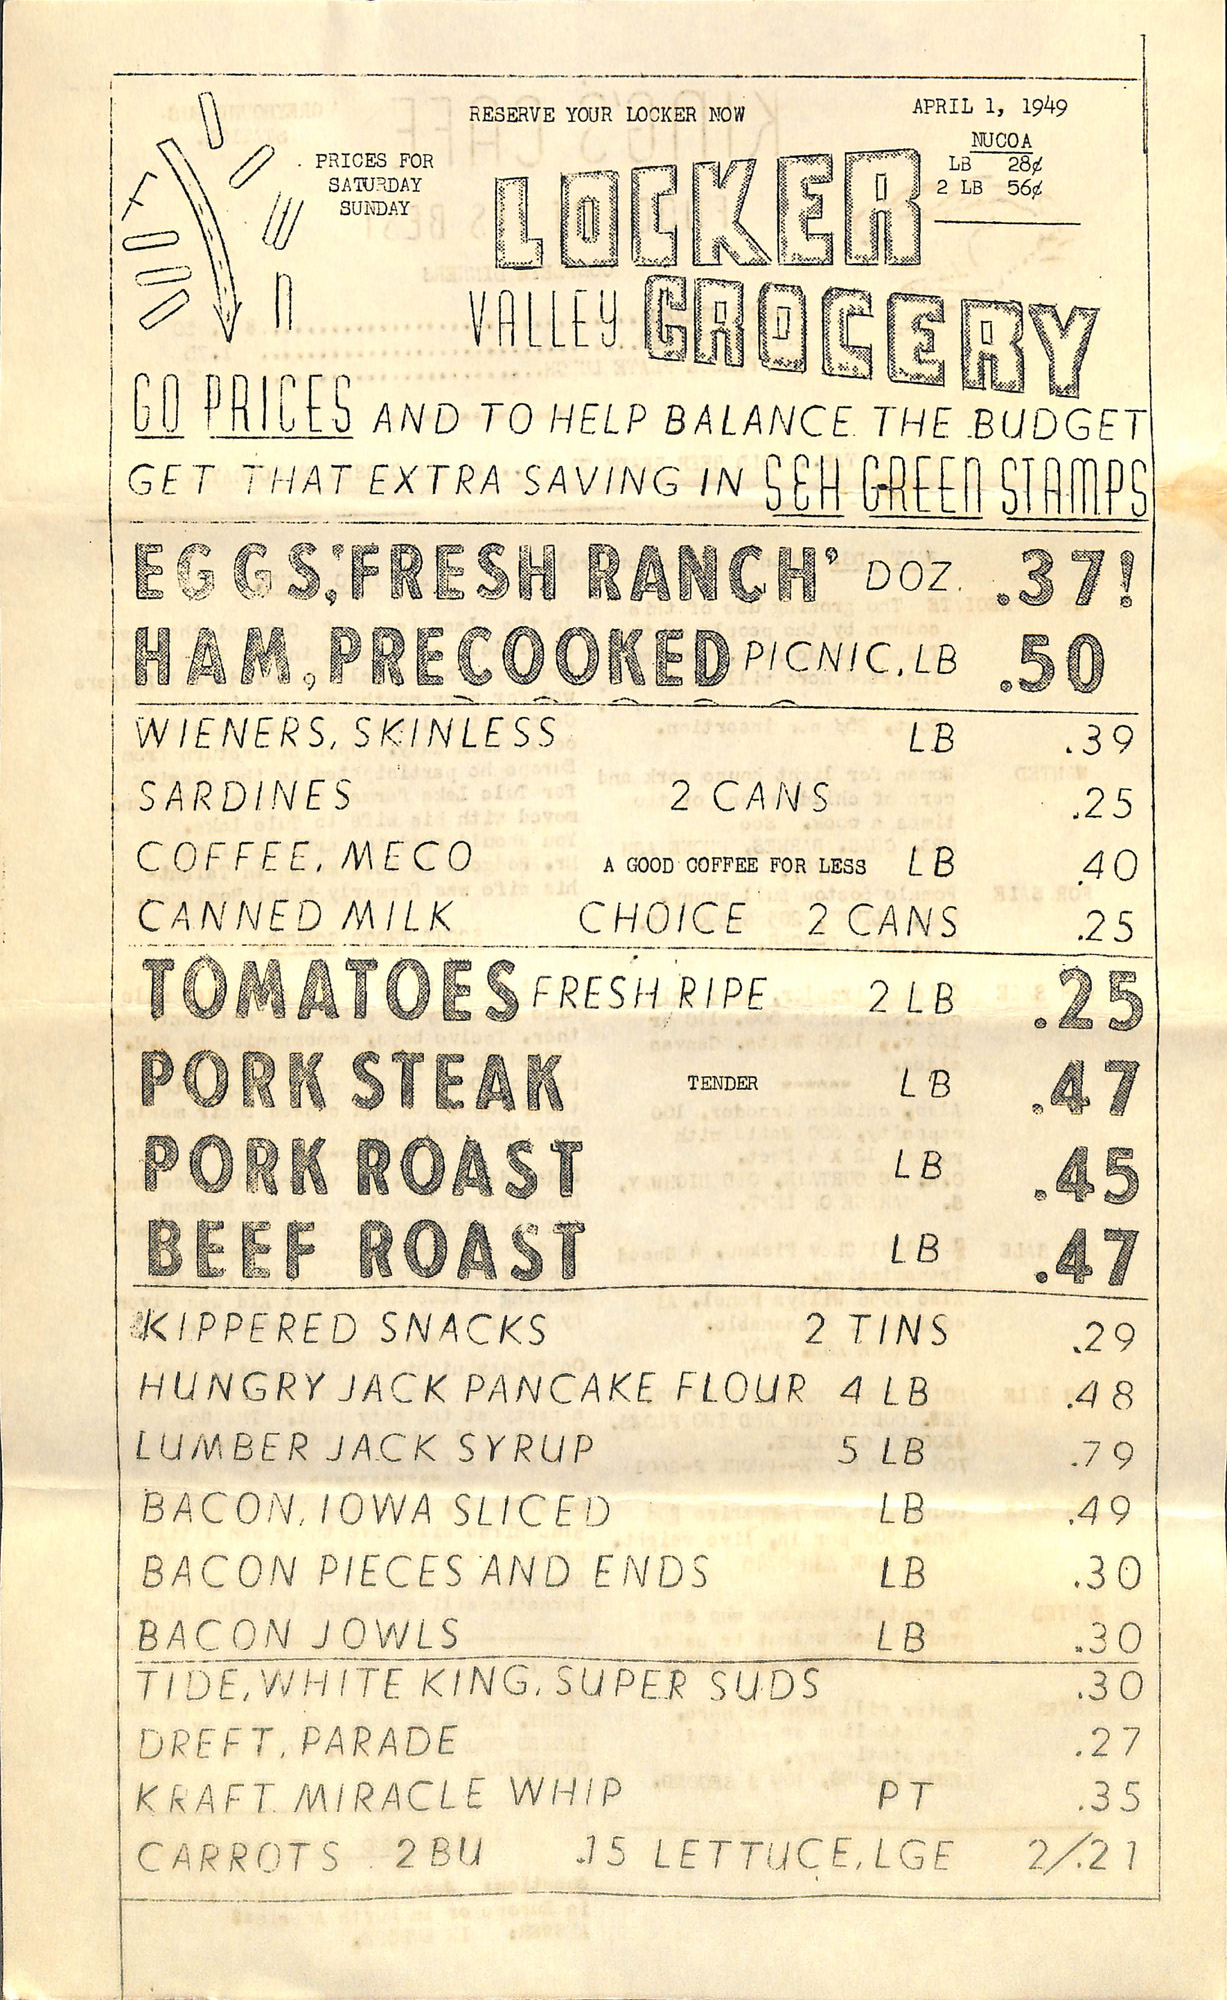 RESERVE YOUR LOCKER NOW
APRIL 1, 1949
NUCOA
LB 28¢
2 LB 56¢
PRICES FOR
SATURDAY
SUNDAY
LOCKER
VALLEY GROCERY
Down
GO PRICES AND TO HELP BALANCE THE BUDGET
GET THAT EXTRA SAVING IN S&H GREEN STAMPS
EGGS, 'FRESH RANCH' DOZ. .37!
HAM, PRECOOKED PICNIC, LB .50
WIENERS, SKINLESS LB .39
SARDINES 2 CANS .25
COFFEE, MECO A GOOD COFFEE FOR LESS LB .40
CANNED MILK CHOICE 2 CANS .25
TOMATOES FRESH RIPE 2 LB .25
PORK STEAK TENDER LB .47
PORK ROAST LB .45
BEEF ROAST LB .47
KIPPERED SNACKS 2 TINS .29
HUNGRY JACK PANCAKE FLOUR 4 LB .48
LUMBER JACK SYRUP 5 LB .79
BACON, IOWA SLICED LB .49
BACON PIECES AND ENDS LB .30
BACON JOWLS LB .30
TIDE, WHITE KING, SUPER SUDS .30
DREFT, PARADE .27
KRAFT MIRACLE WHIP PT .35
CARROTS 2 BU .15 LETTUCE, LGE 2/.21